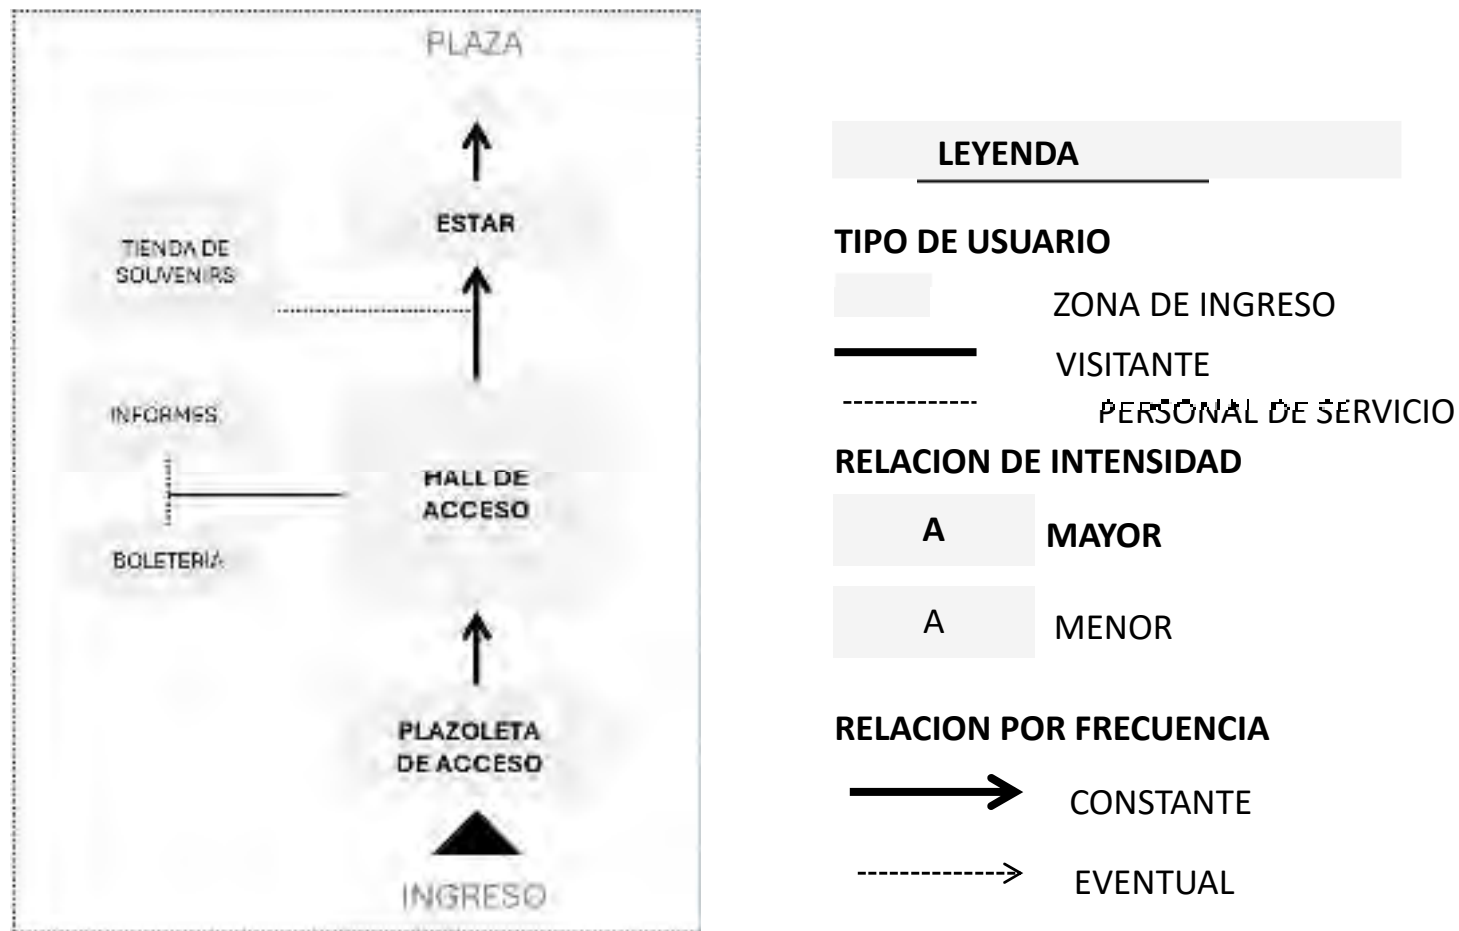 PLAZA
ESTAR
TIENDA DE
SOUVENIRS
INFORMES
HALL DE
ACCESO
BOLETERIA
PLAZOLETA
DE ACCESO
INGRESO
LEYENDA
TIPO DE USUARIO
ZONA DE INGRESO
VISITANTE
PERSONAL DE SERVICIO
RELACION DE INTENSIDAD
A MAYOR
A MENOR
RELACION POR FRECUENCIA
CONSTANTE
EVENTUAL